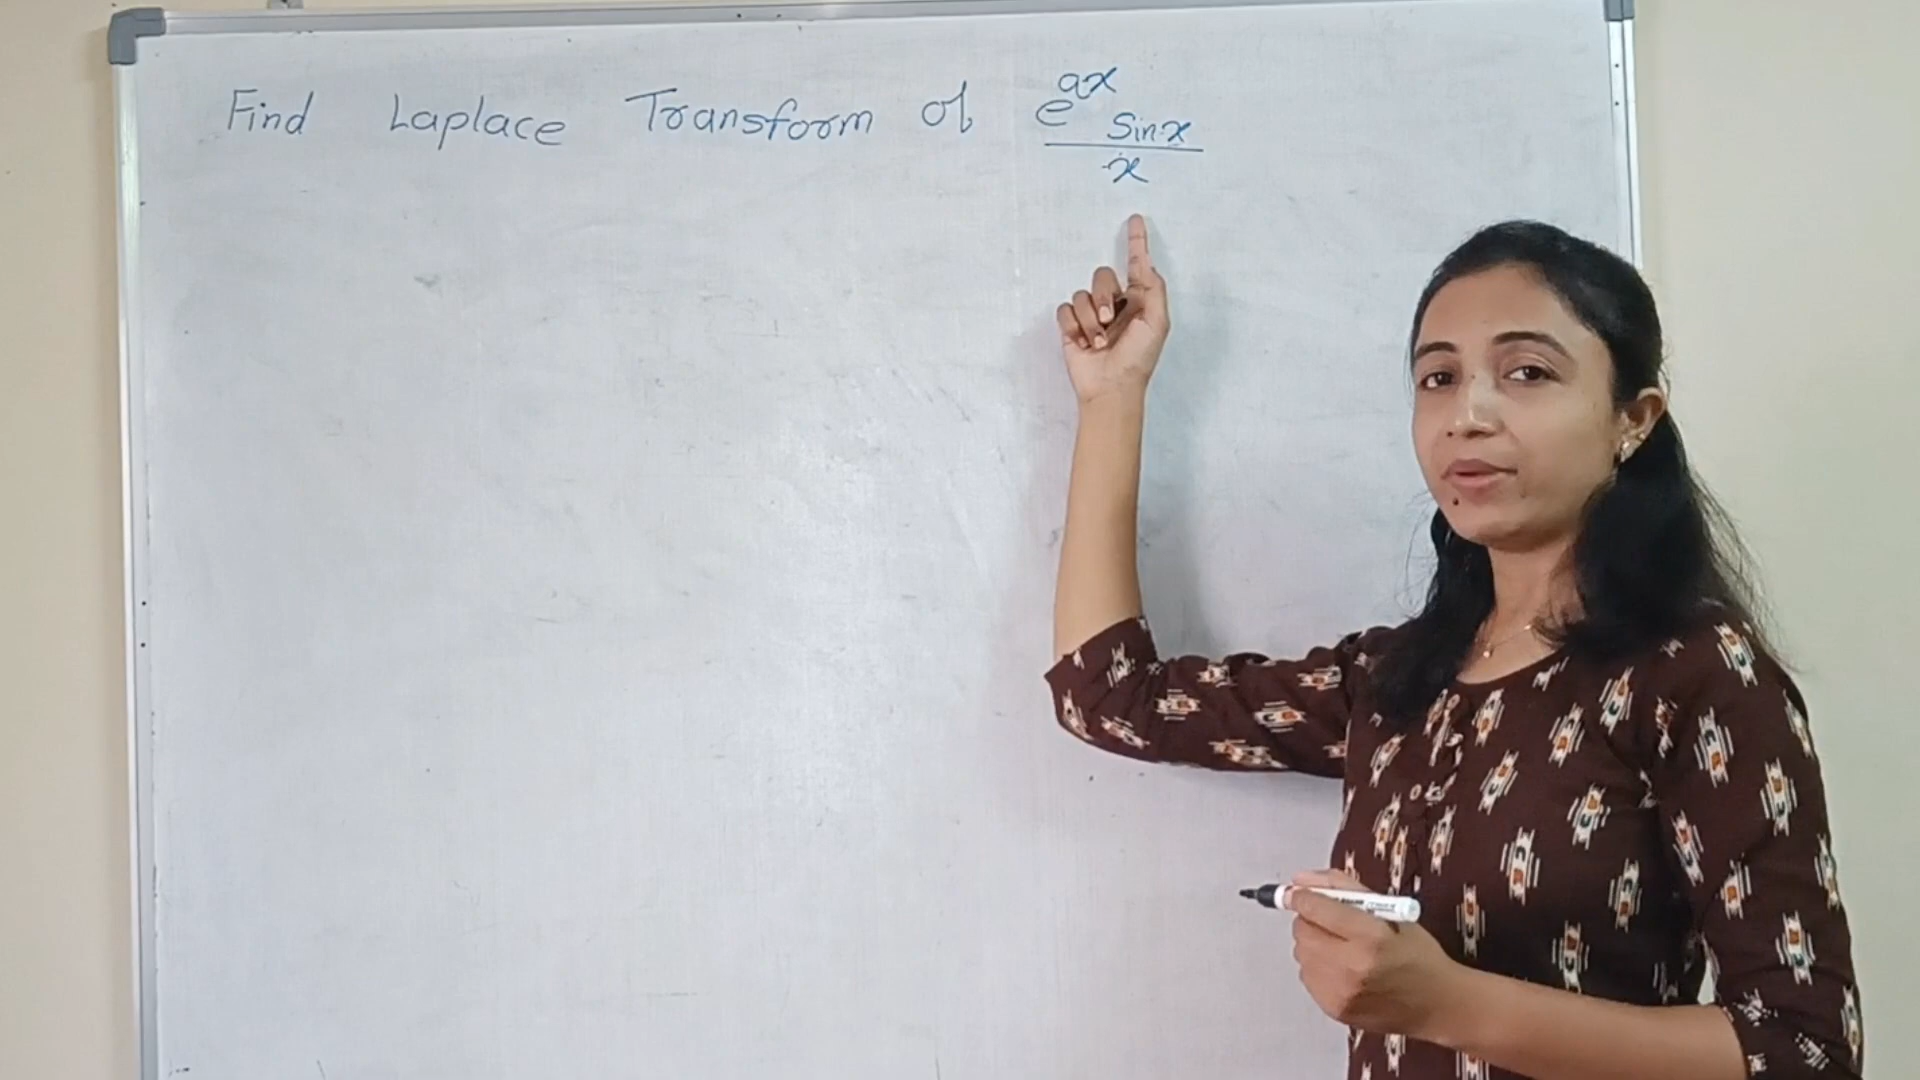 Find Laplace Transform of e^{ax} Sin x / x